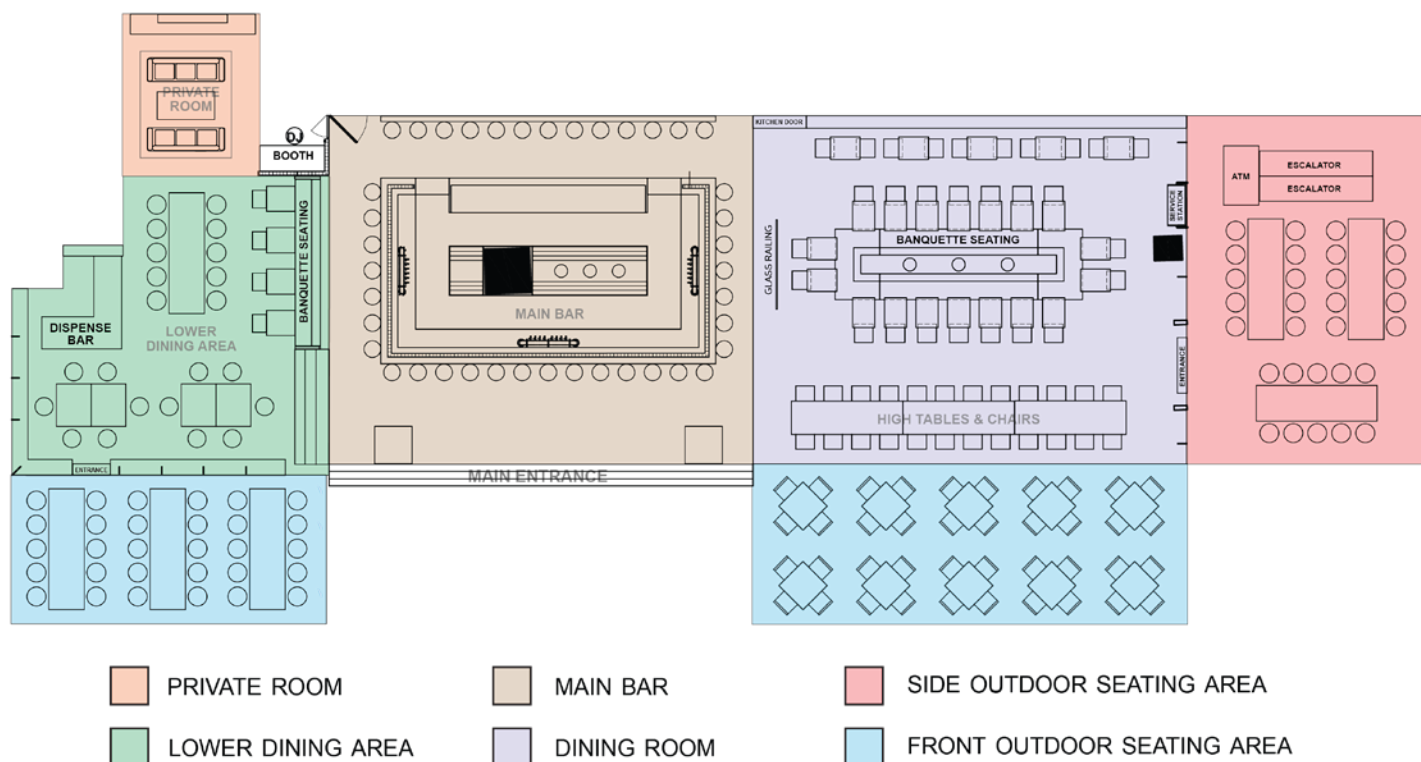 PRIVATE
ROOM
DJ
BOOTH
KITCHEN DOOR
ATM
ESCALATOR
ESCALATOR
BANQUETTE SEATING
SERVICE
STATION
GLASS RAILING
BANQUETTE SEATING
DISPENSE
BAR
LOWER
DINING AREA
MAIN BAR
ENTRANCE
HIGH TABLES & CHAIRS
ENTRANCE
MAIN ENTRANCE
PRIVATE ROOM
MAIN BAR
SIDE OUTDOOR SEATING AREA
LOWER DINING AREA
DINING ROOM
FRONT OUTDOOR SEATING AREA